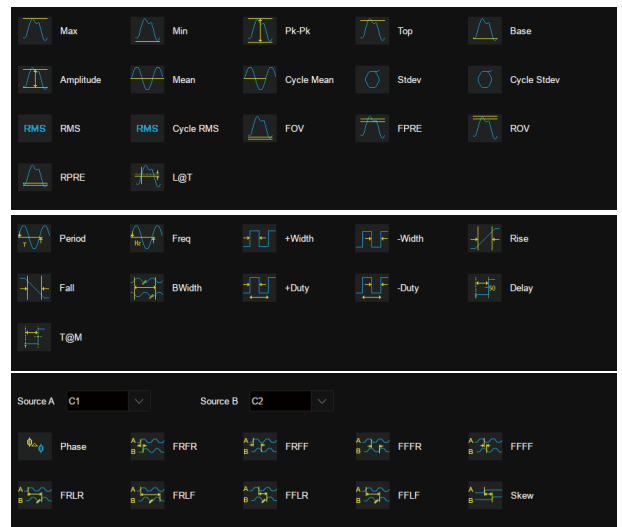 Max Min Pk-Pk Top Base
Amplitude Mean Cycle Mean Stdev Cycle Stdev
RMS RMS RMS Cycle RMS FOV FPRE ROV
RPRE L@T
T Period Hz Freq +Width -Width Rise
Fall BWidth +Duty -Duty 50 Delay
T@M
Source A C1 Source B C2
ϕ ϕ Phase A B FRFR A B FRFF A B FFFR A B FFFF
A B FRLR A B FRLF A B FFLR A B FFLF A B Skew